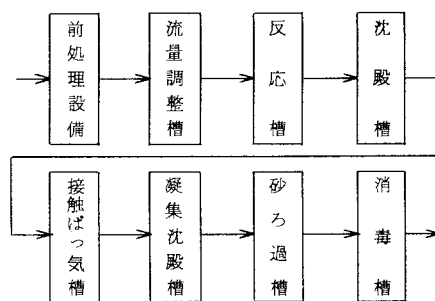 前処理設備
流量調整槽
反応槽
沈殿槽
接触ばっ気槽
凝集沈殿槽
砂ろ過槽
消毒槽